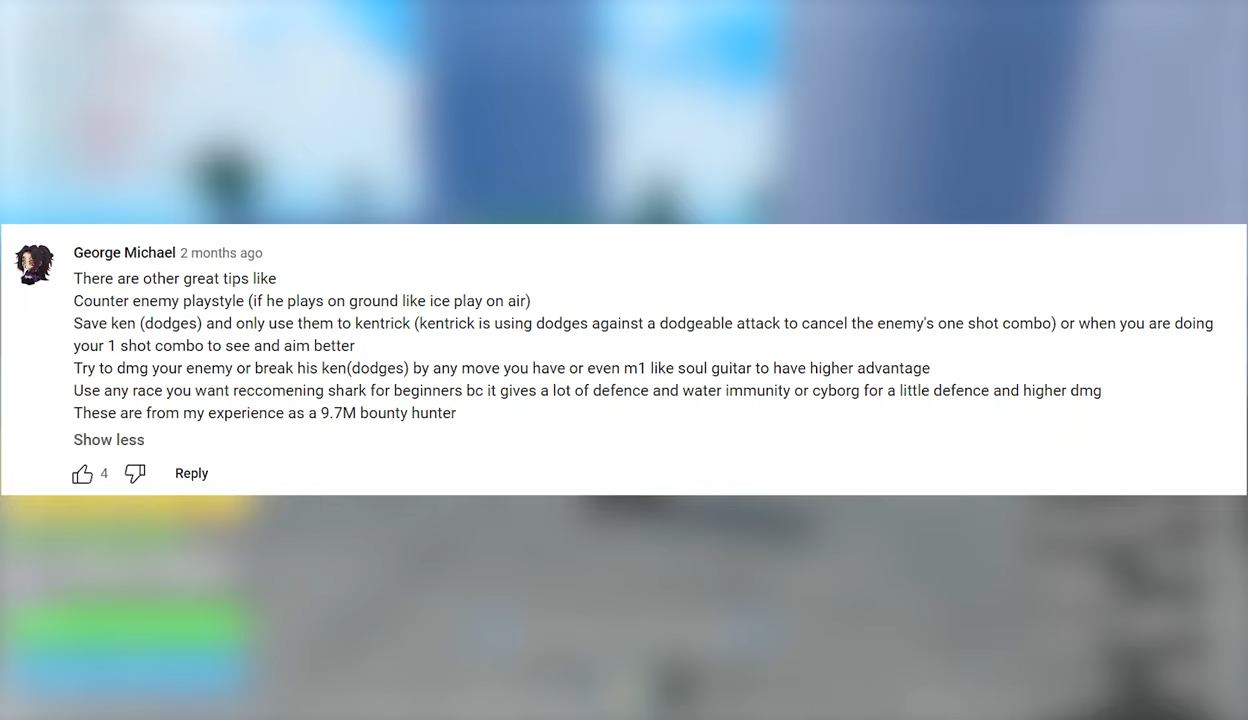 George Michael 2 months ago
There are other great tips like
Counter enemy playstyle (if he plays on ground like ice play on air)
Save ken (dodges) and only use them to kentrick (kentrick is using dodges against a dodgeable attack to cancel the enemy's one shot combo) or when you are doing
your 1 shot combo to see and aim better
Try to dmg your enemy or break his ken(dodges) by any move you have or even m1 like soul guitar to have higher advantage
Use any race you want reccomening shark for beginners bc it gives a lot of defence and water immunity or cyborg for a little defence and higher dmg
These are from my experience as a 9.7M bounty hunter
Show less
4 Reply